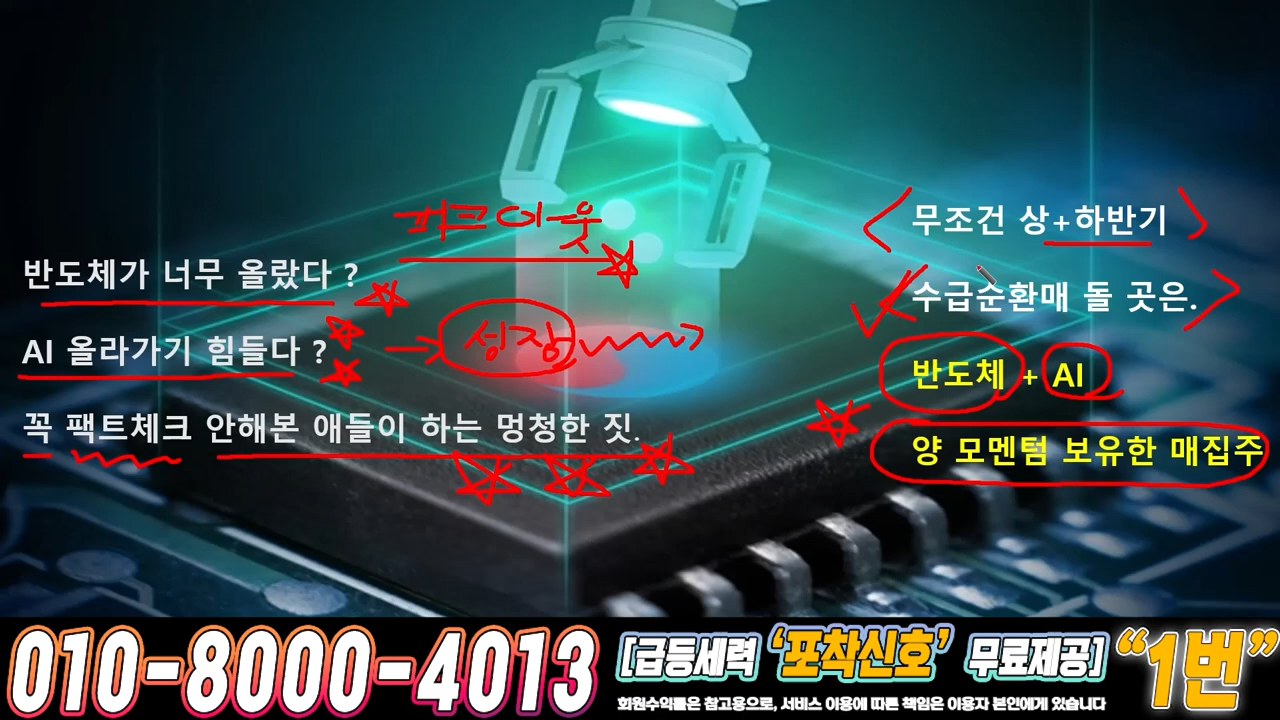 피크아웃
반도체가 너무 올랐다 ?
AI 올라가기 힘들다 ?
성장
꼭 팩트체크 안해본 애들이 하는 멍청한 짓.
무조건 상+하반기
수급순환매 돌 곳은.
반도체 + AI
양 모멘텀 보유한 매집주
010-8000-4013
[급등세력 ‘포착신호’ 무료제공] “1번”
회원수익률은 참고용으로, 서비스 이용에 따른 책임은 이용자 본인에게 있습니다